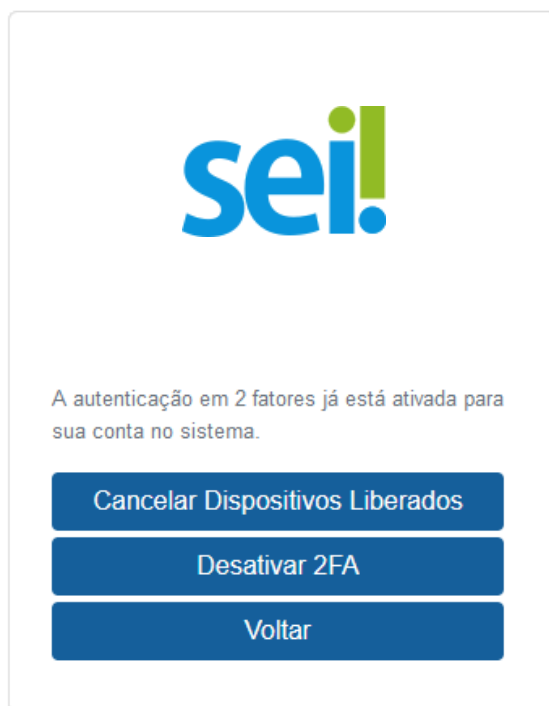 sei!
A autenticação em 2 fatores já está ativada para
sua conta no sistema.
Cancelar Dispositivos Liberados
Desativar 2FA
Voltar